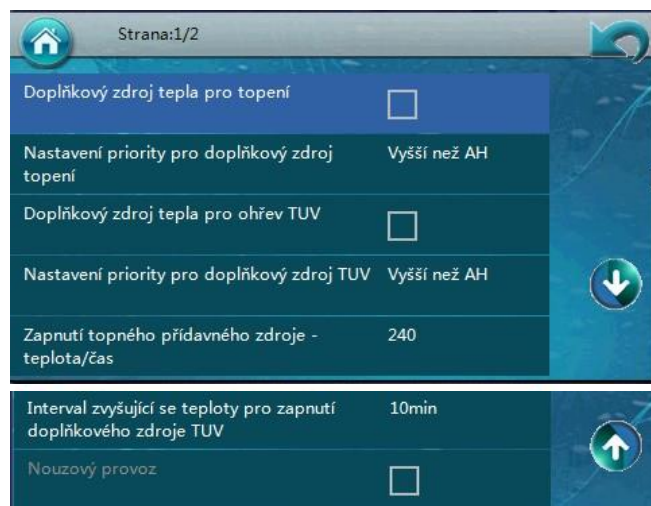 Strana:1/2
Doplňkový zdroj tepla pro topení
Nastavení priority pro doplňkový zdroj Vyšší než AH
topení
Doplňkový zdroj tepla pro ohřev TUV
Nastavení priority pro doplňkový zdroj TUV Vyšší než AH
Zapnutí topného přídavného zdroje - 240
teplota/čas
Interval zvyšující se teploty pro zapnutí 10min
doplňkového zdroje TUV
Nouzový provoz